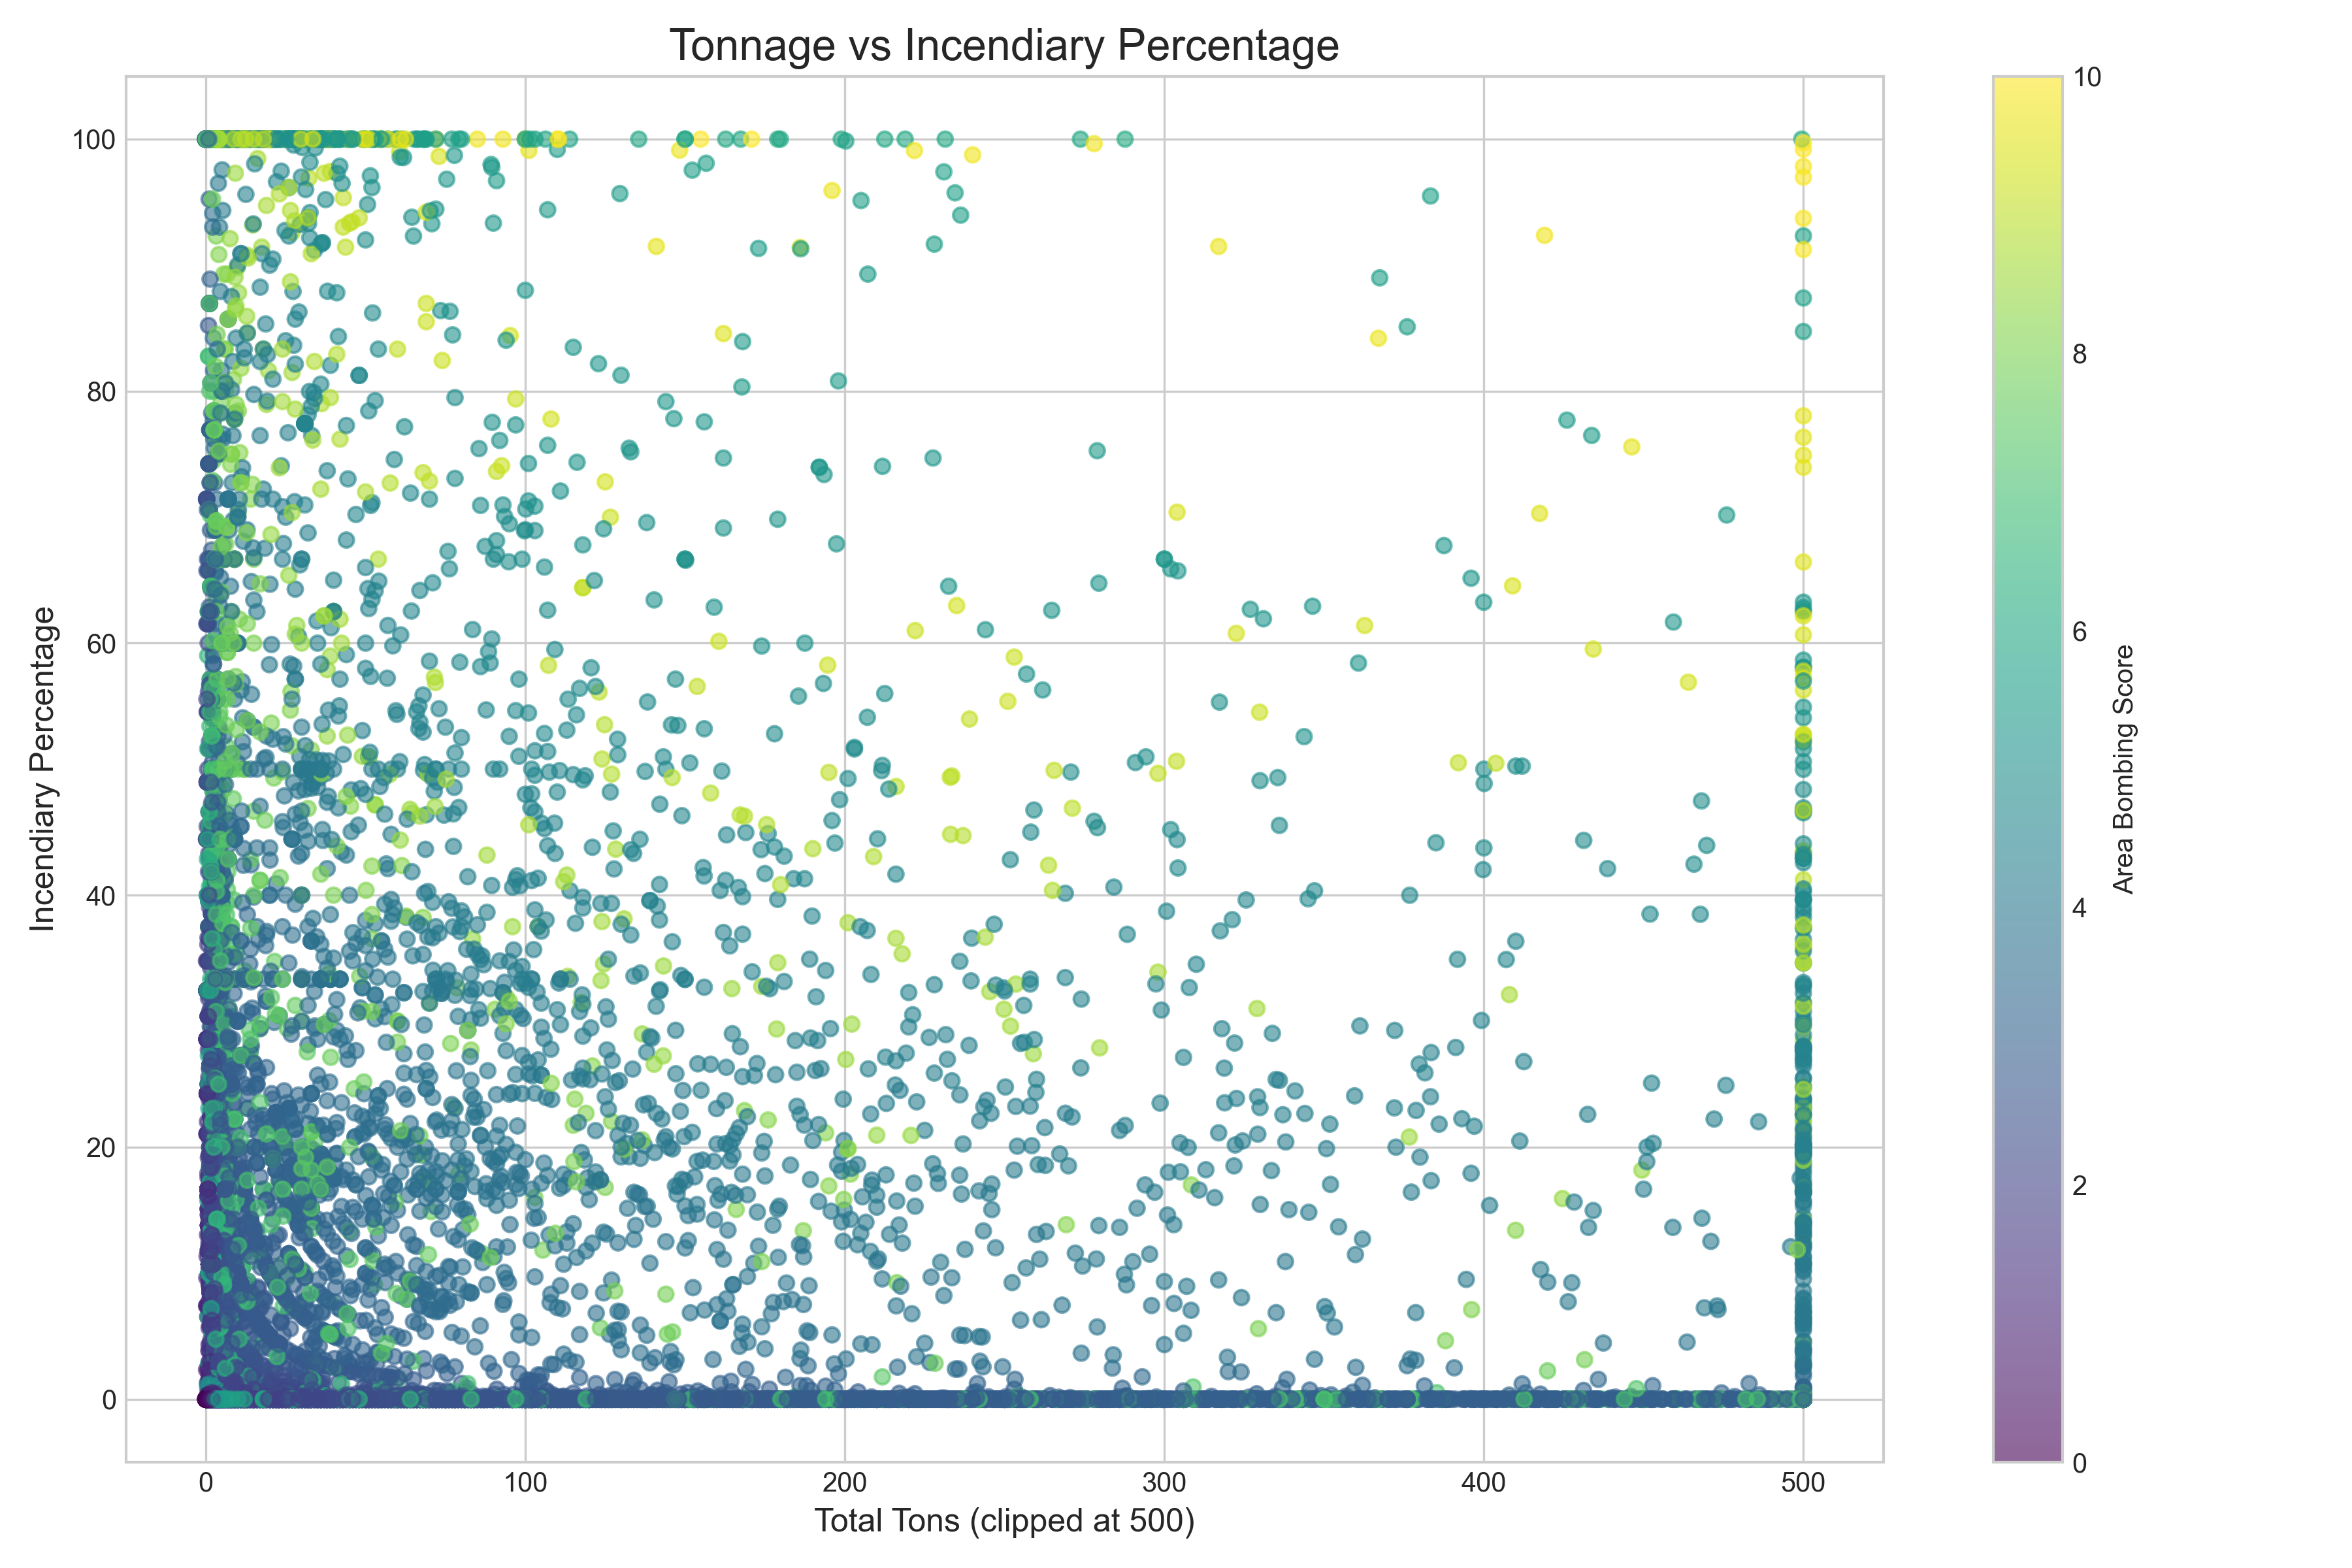 Tonnage vs Incendiary Percentage
100
80
60
40
20
0
Incendiary Percentage
0 100 200 300 400 500
Total Tons (clipped at 500)
10
8
6
4
2
0
Area Bombing Score